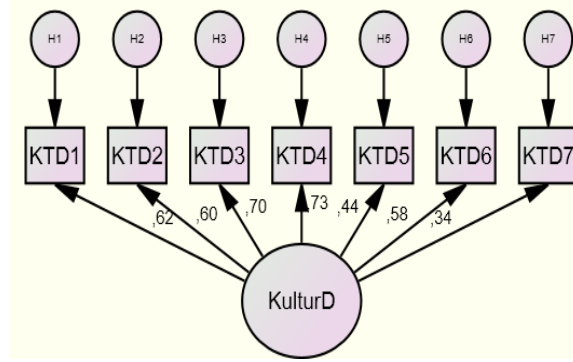 H1 H2 H3 H4 H5 H6 H7
KTD1 KTD2 KTD3 KTD4 KTD5 KTD6 KTD7
,62 ,60 ,70 ,73 ,44 ,58 ,34
KulturD